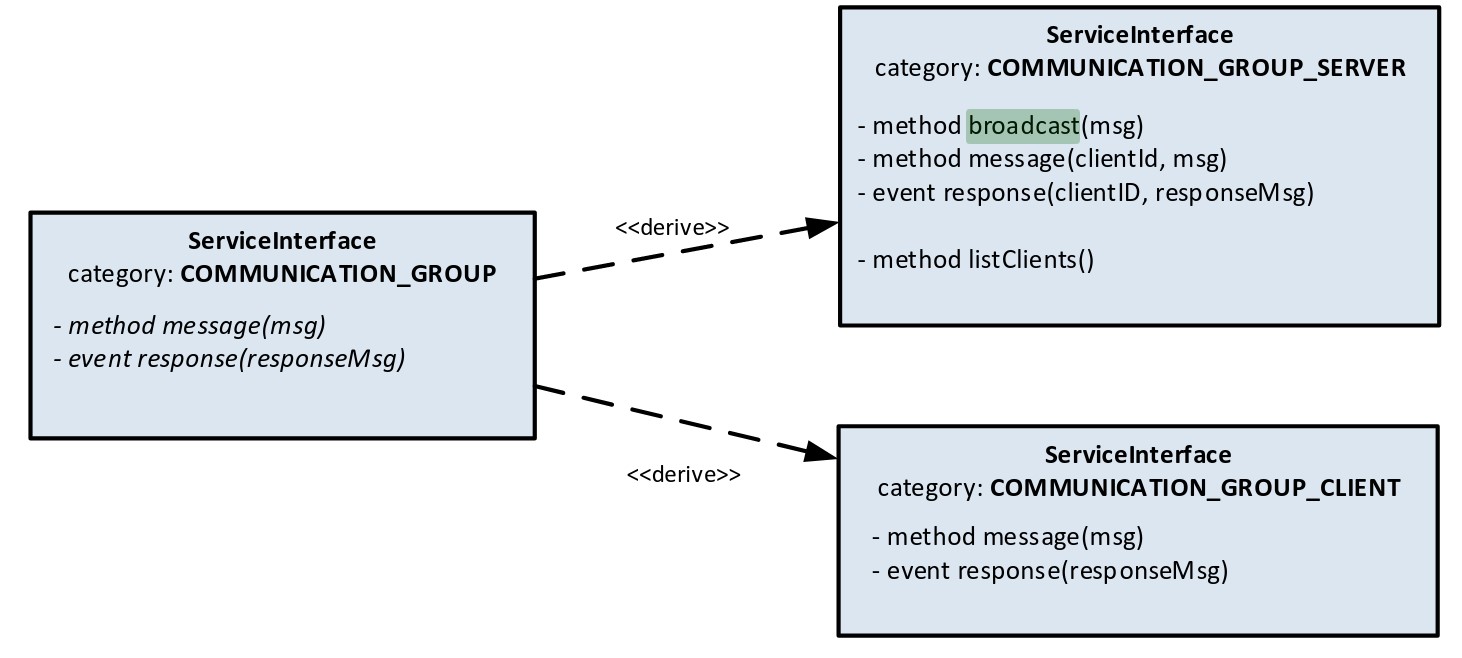 ServiceInterface
category: COMMUNICATION_GROUP
- method message(msg)
- event response(responseMsg)
<<derive>>
<<derive>>
ServiceInterface
category: COMMUNICATION_GROUP_SERVER
- method broadcast(msg)
- method message(clientId, msg)
- event response(clientID, responseMsg)
- method listClients()
ServiceInterface
category: COMMUNICATION_GROUP_CLIENT
- method message(msg)
- event response(responseMsg)